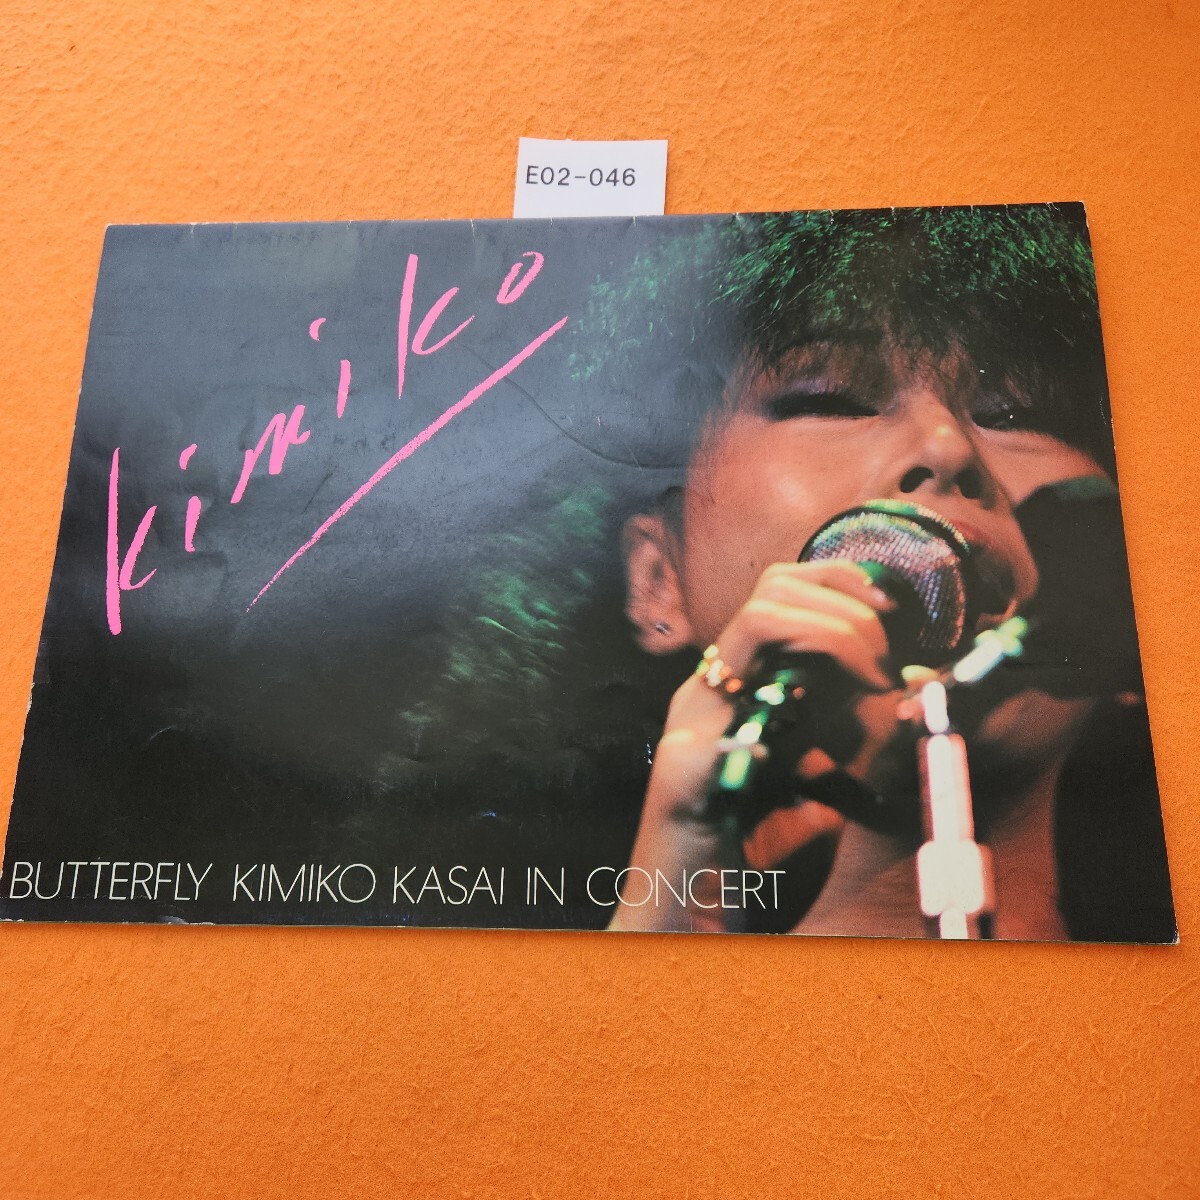 E02-046
kimiko
BUTTERFLY KIMIKO KASAI IN CONCERT